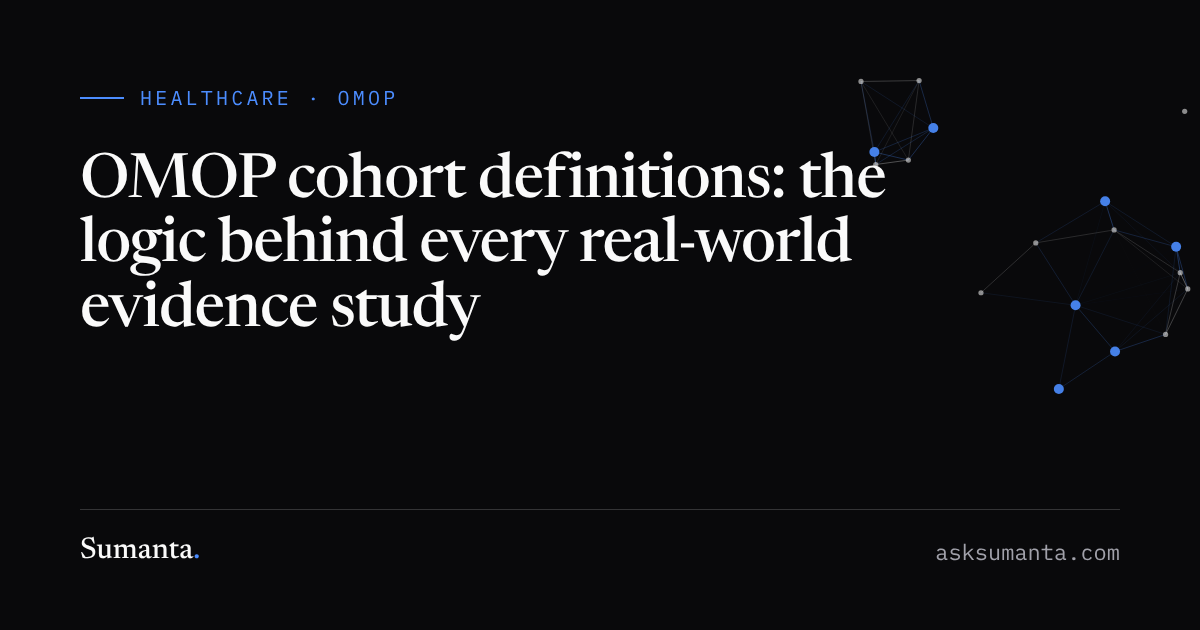 HEALTHCARE · OMOP
OMOP cohort definitions: the
logic behind every real-world
evidence study
Sumanta.
asksumanta.com